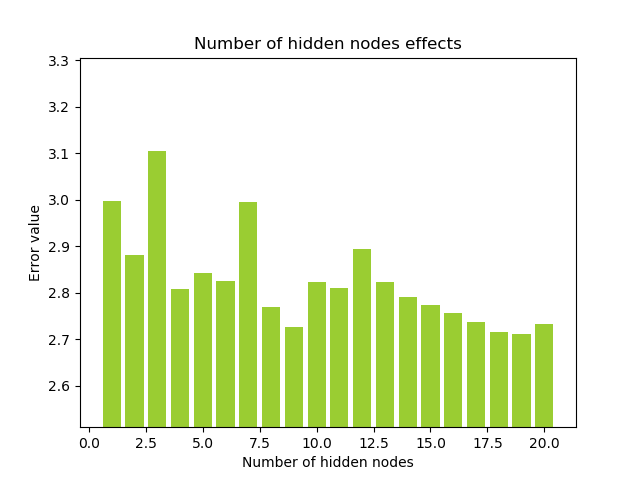 Number of hidden nodes effects
3.3
3.2
3.1
3.0
2.9
2.8
2.7
2.6
Error value
0.0 2.5 5.0 7.5 10.0 12.5 15.0 17.5 20.0
Number of hidden nodes